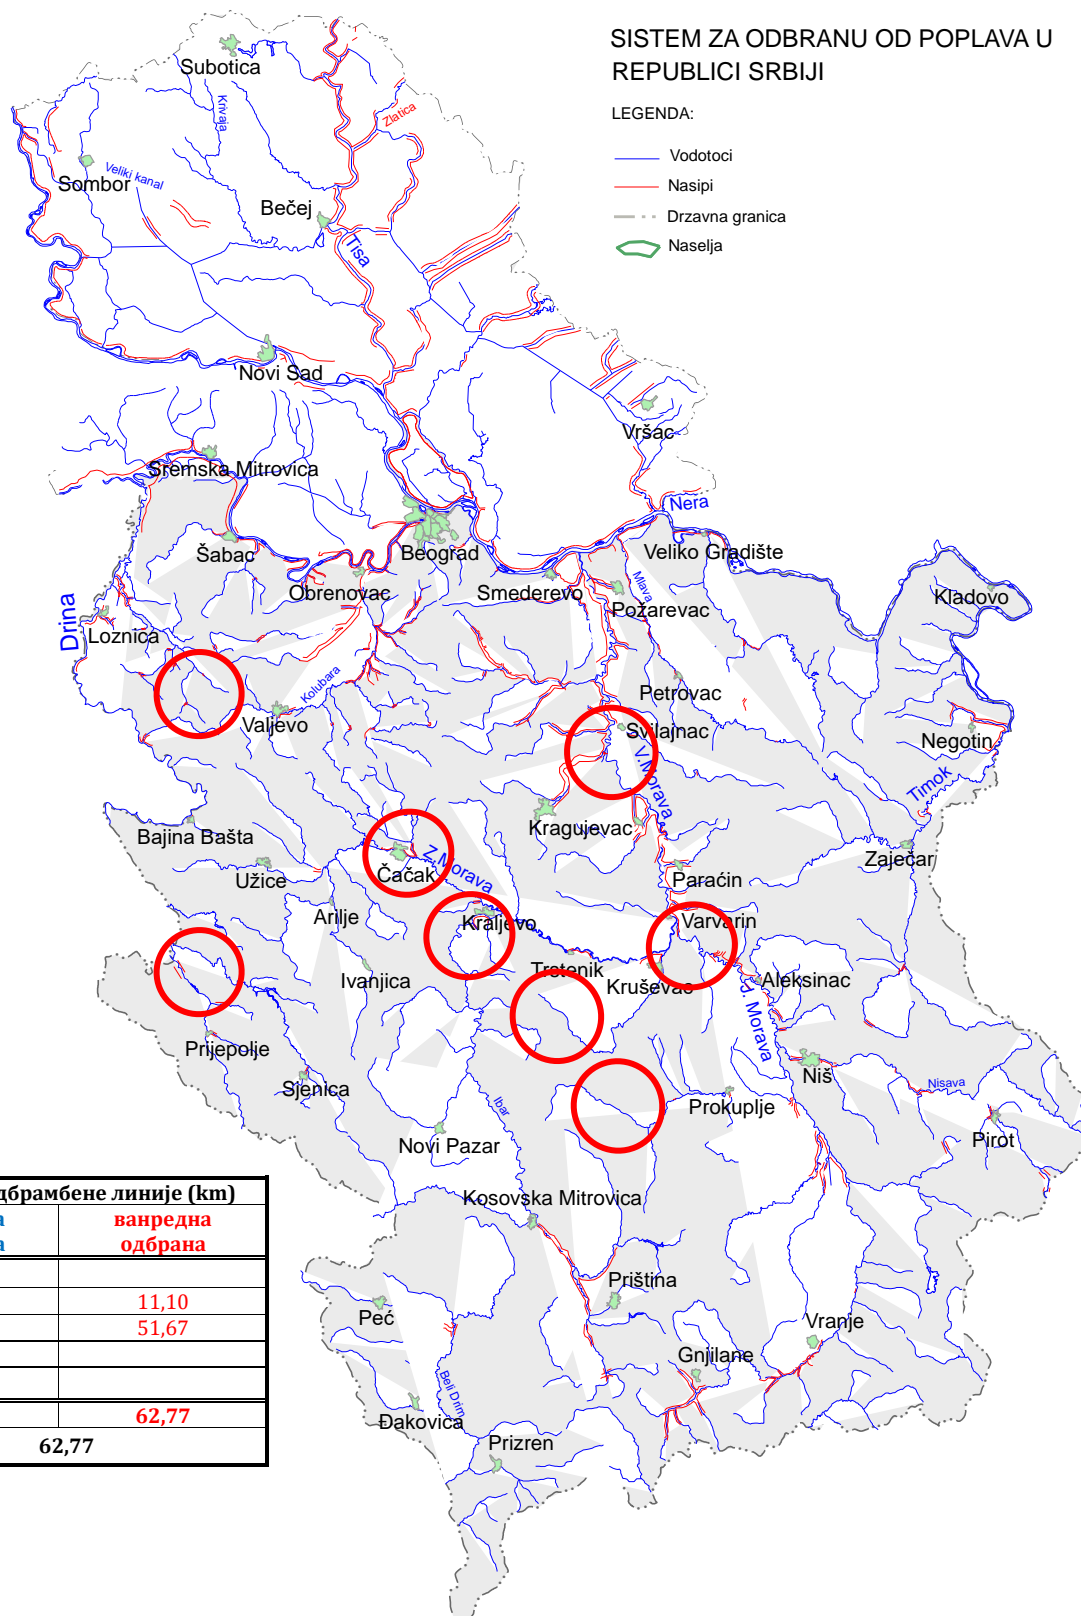 SISTEM ZA ODBRANU OD POPLAVA U
REPUBLICI SRBIJI
LEGENDA:
Vodotoci
Nasipi
Drzavna granica
Naselja
Subotica
Krivaja
Zlatica
Sombor
Veliki kanal
Bečej
Tisa
Novi Sad
Vršac
Sremska Mitrovica
Nera
Šabac
Beograd
Veliko Gradište
Obrenovac
Smederevo
Mlava
Požarevac
Kladovo
Drina
Loznica
Kolubara
Petrovac
Valjevo
Svilajnac
Negotin
V.Morava
Timok
Bajina Bašta
Kragujevac
Zaječar
Užice
Čačak
Z.Morava
Paraćin
Arilje
Kraljevo
Varvarin
Ivanjica
Trstenik
Kruševac
Aleksinac
J. Morava
Prijepolje
Sjenica
Niš
Nisava
Ibar
Prokuplje
Pirot
Novi Pazar
Kosovska Mitrovica
Priština
Peć
Vranje
Gnjilane
Beli Drim
Đakovica
Prizren
дбрамбене линије (km)
а ванредна
а одбрана
11,10
51,67
62,77
62,77